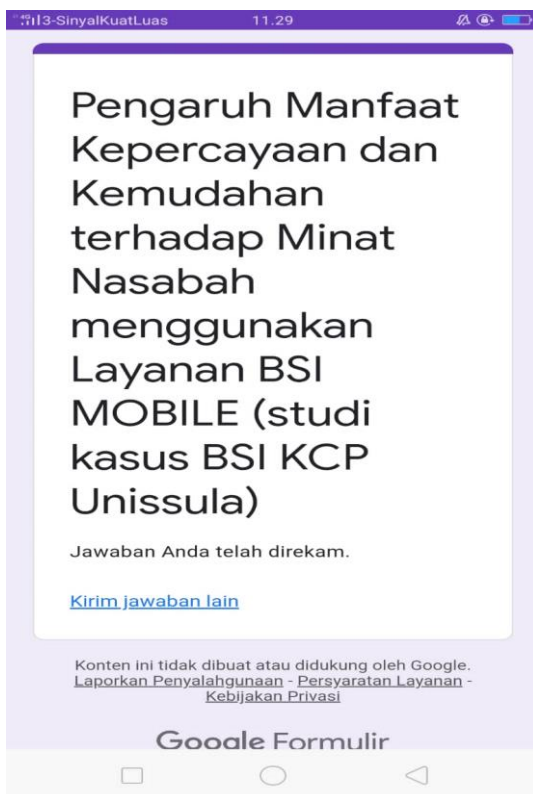 3-SinyalKuatLuas 11.29
Pengaruh Manfaat
Kepercayaan dan
Kemudahan
terhadap Minat
Nasabah
menggunakan
Layanan BSI
MOBILE (studi
kasus BSI KCP
Unissula)
Jawaban Anda telah direkam.
Kirim jawaban lain
Konten ini tidak dibuat atau didukung oleh Google.
Laporkan Penyalahgunaan - Persyaratan Layanan -
Kebijakan Privasi
Google Formulir